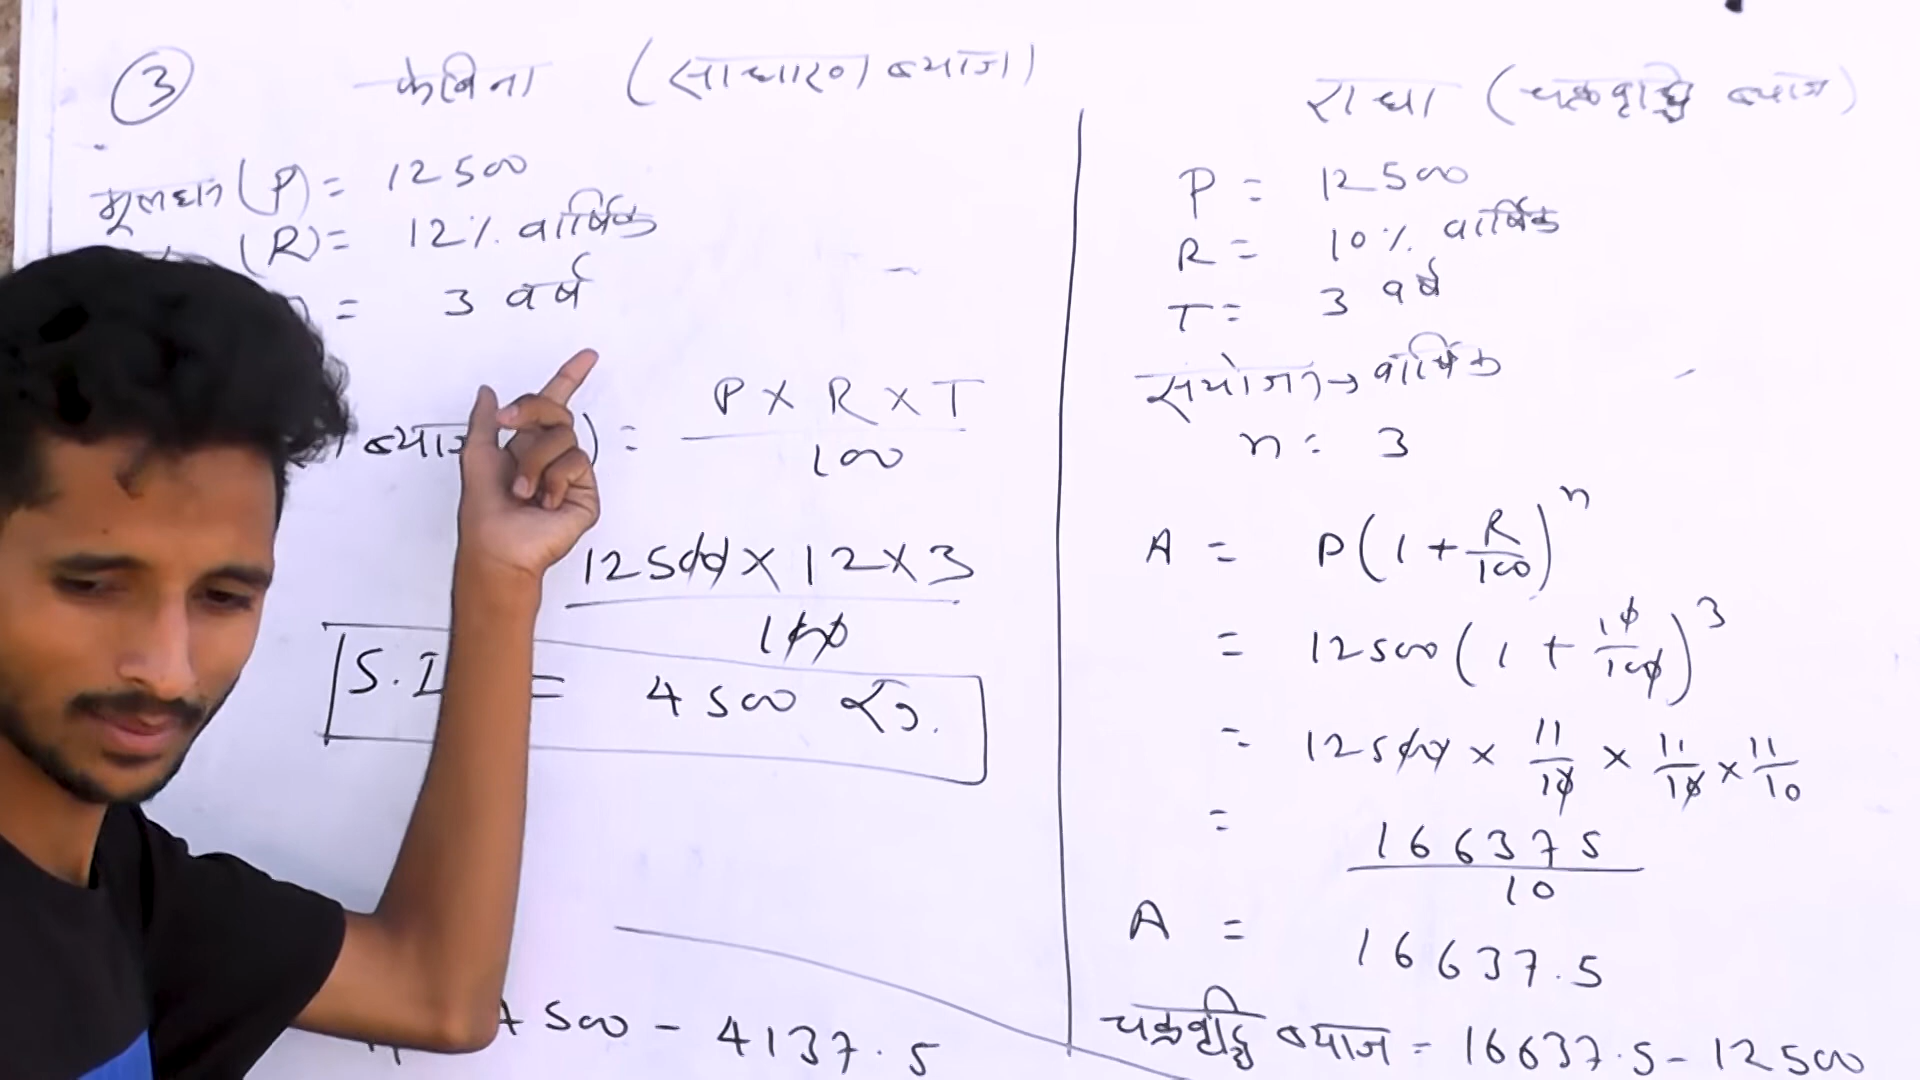 ③ फेबिना (साधारण ब्याज)
मूलधन (P) = 12500
(R) = 12% वार्षिक
) = 3 वर्ष
ब्याज ) = P × R × T / 100
12500 × 12 × 3 / 100
S.I = 4500 रु.
500 - 4137.5
राधा (चक्रवृद्धि ब्याज)
P = 12500
R = 10% वार्षिक
T = 3 वर्ष
संयोजन → वार्षिक
n = 3
A = P(1 + R/100)^n
= 12500(1 + 10/100)^3
= 12500 × 11/10 × 11/10 × 11/10
= 166375/10
A = 16637.5
चक्रवृद्धि ब्याज = 16637.5 - 12500